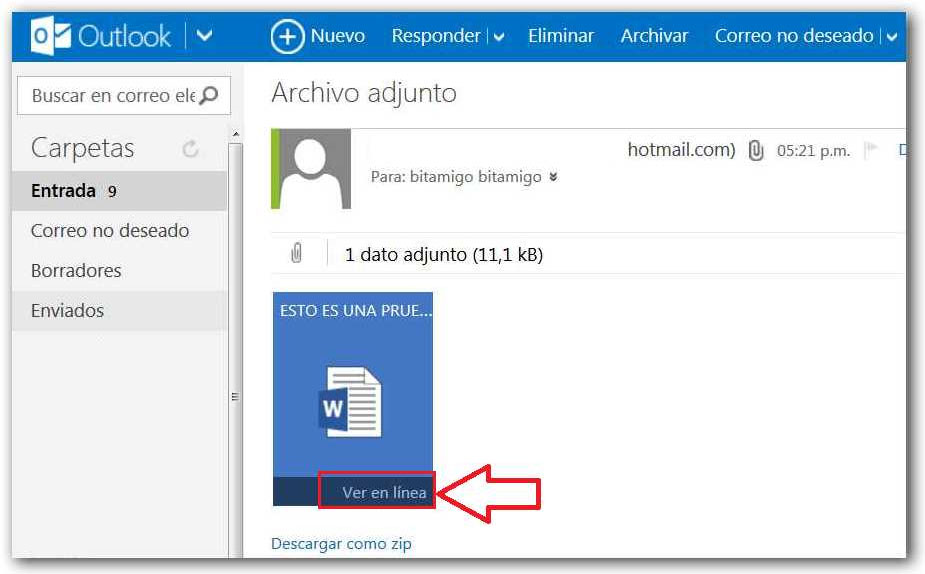 Outlook Nuevo Responder Eliminar Archivar Correo no deseado
Buscar en correo ele
Archivo adjunto
Carpetas
hotmail.com) 05:21 p.m.
Para: bitamigo bitamigo
Entrada 9
Correo no deseado
Borradores
Enviados
1 dato adjunto (11,1 kB)
ESTO ES UNA PRUE...
W
Ver en línea
Descargar como zip